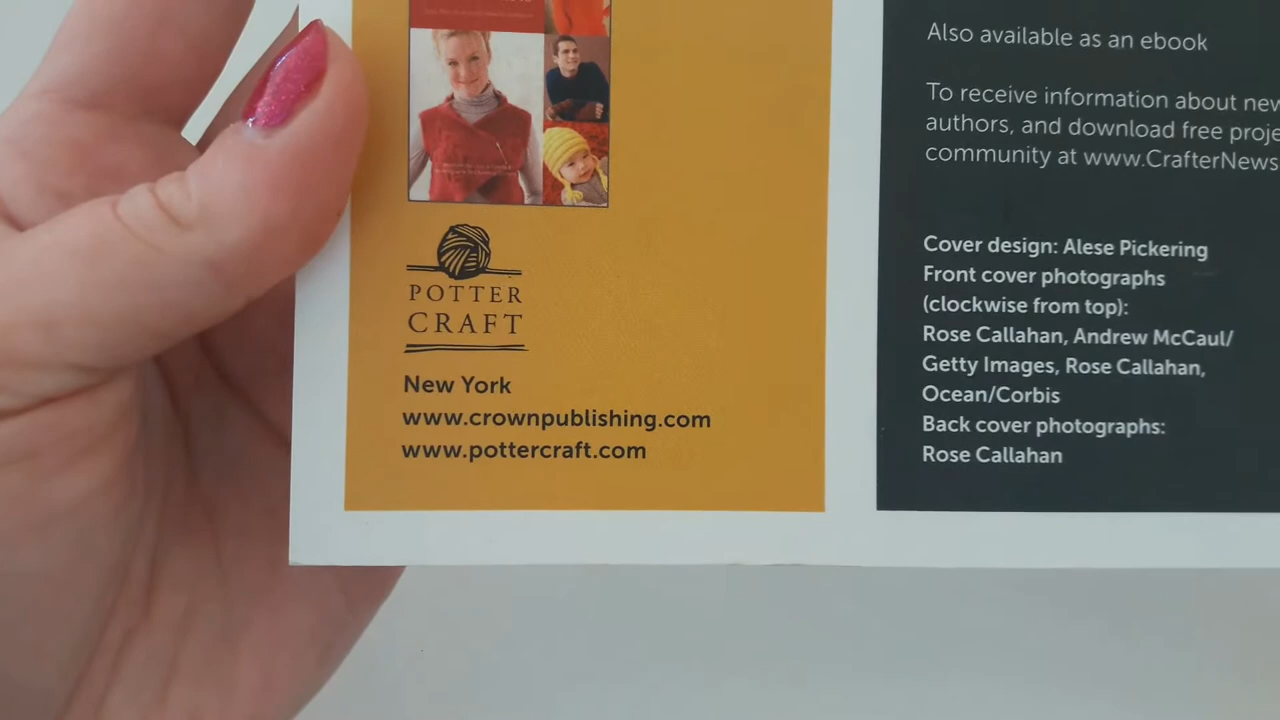 POTTER
CRAFT
New York
www.crownpublishing.com
www.pottercraft.com
Also available as an ebook
To receive information about new
authors, and download free proje
community at www.CrafterNews
Cover design: Alese Pickering
Front cover photographs
(clockwise from top):
Rose Callahan, Andrew McCaul/
Getty Images, Rose Callahan,
Ocean/Corbis
Back cover photographs:
Rose Callahan